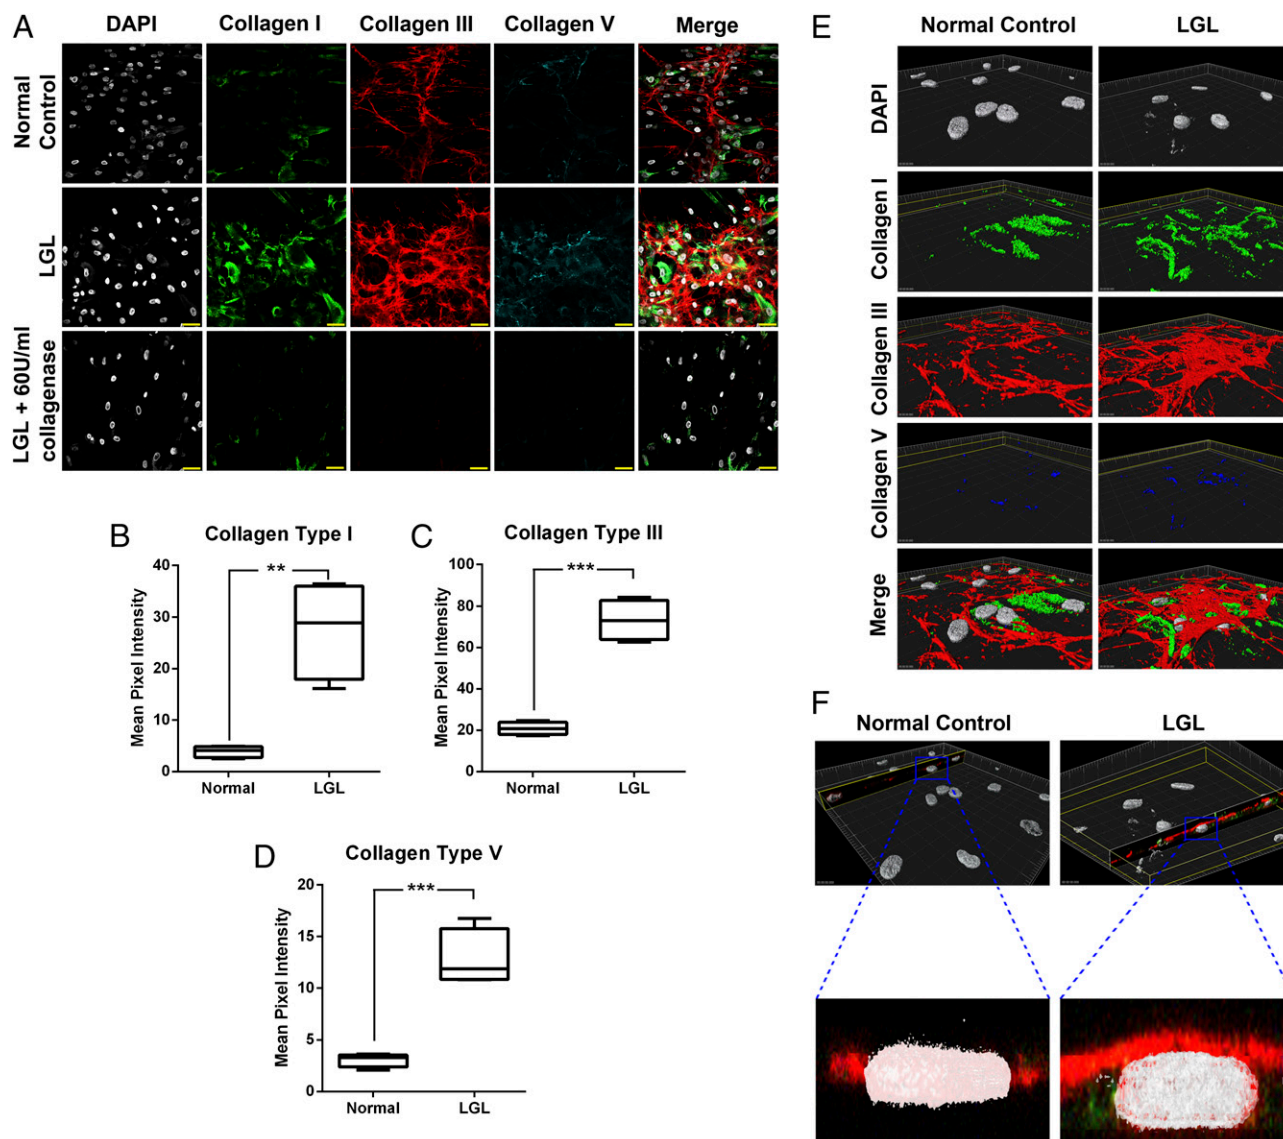 A
DAPI
Collagen I
Collagen III
Collagen V
Merge
Normal
Control
LGL
LGL + 60U/ml
collagenase
B
Collagen Type I
Mean Pixel Intensity
40
30
20
10
0
**
Normal
LGL
C
Collagen Type III
Mean Pixel Intensity
100
80
60
40
20
0
***
Normal
LGL
D
Collagen Type V
Mean Pixel Intensity
20
15
10
5
0
***
Normal
LGL
E
Normal Control
LGL
DAPI
Collagen I
Collagen III
Collagen V
Merge
F
Normal Control
LGL